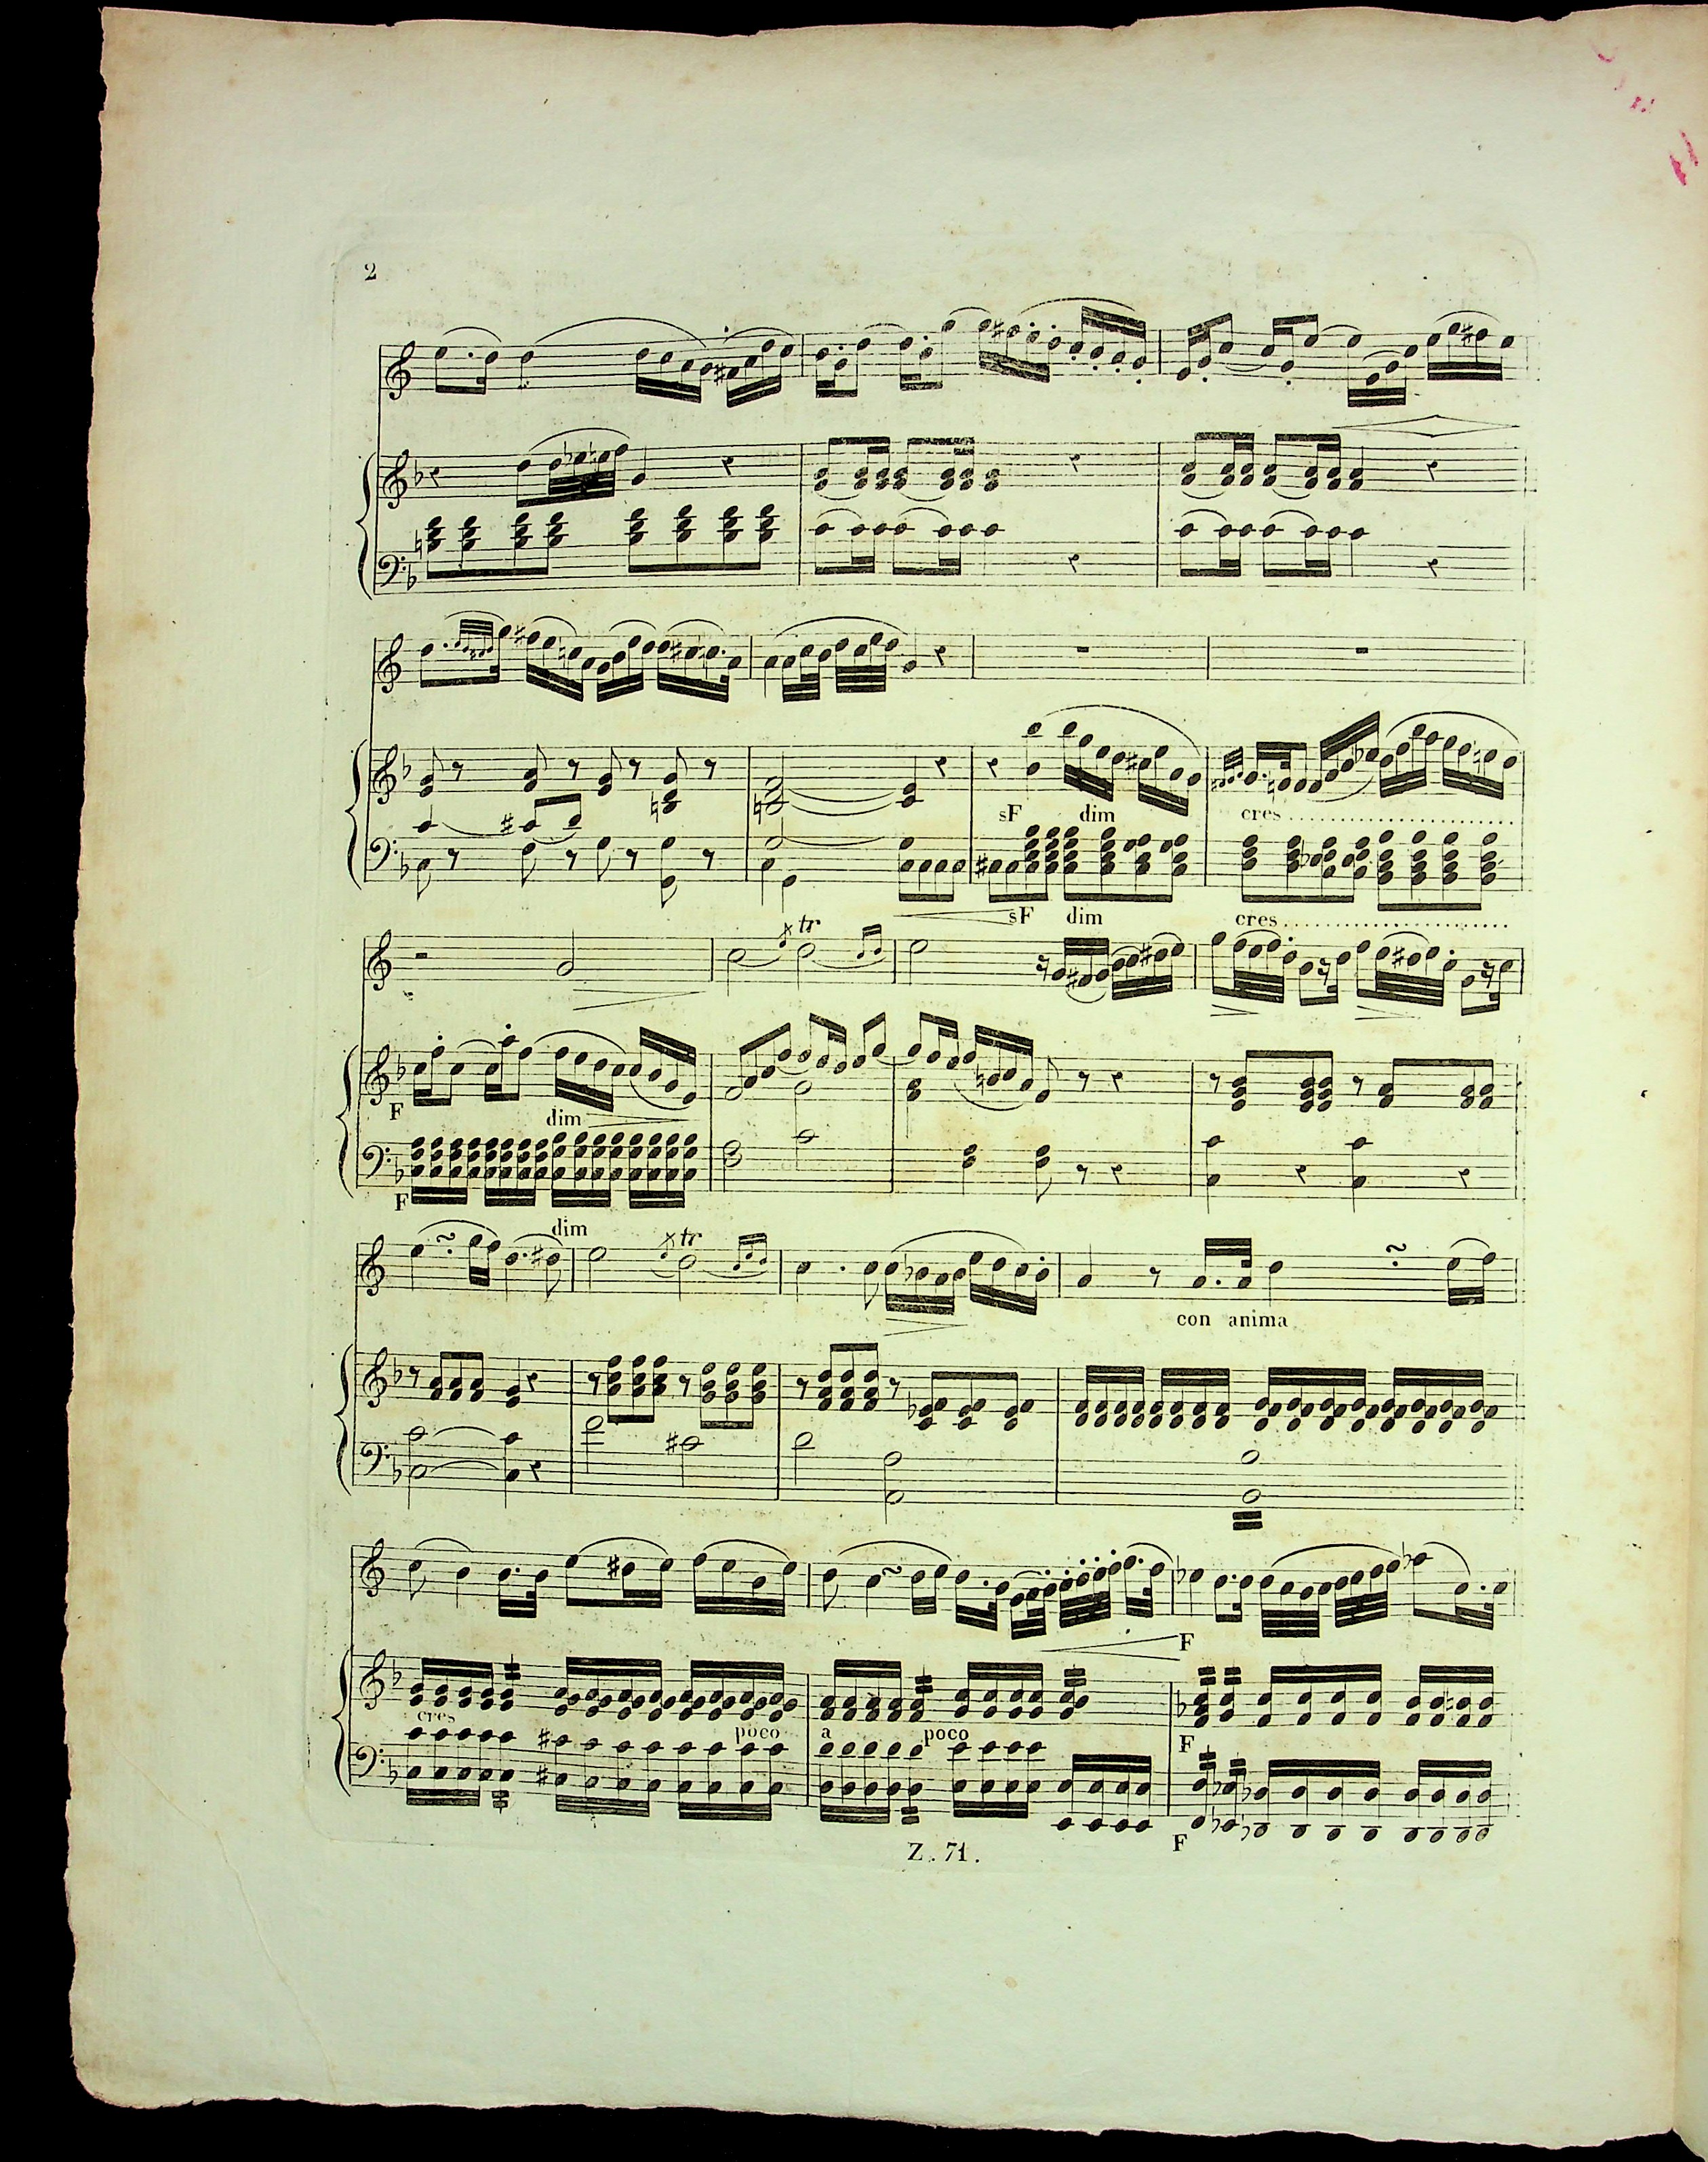 2
sF dim cres
sF dim cres
tr
F dim
F
dim
tr
con anima
F
cres poco a poco F
F
Z. 71.